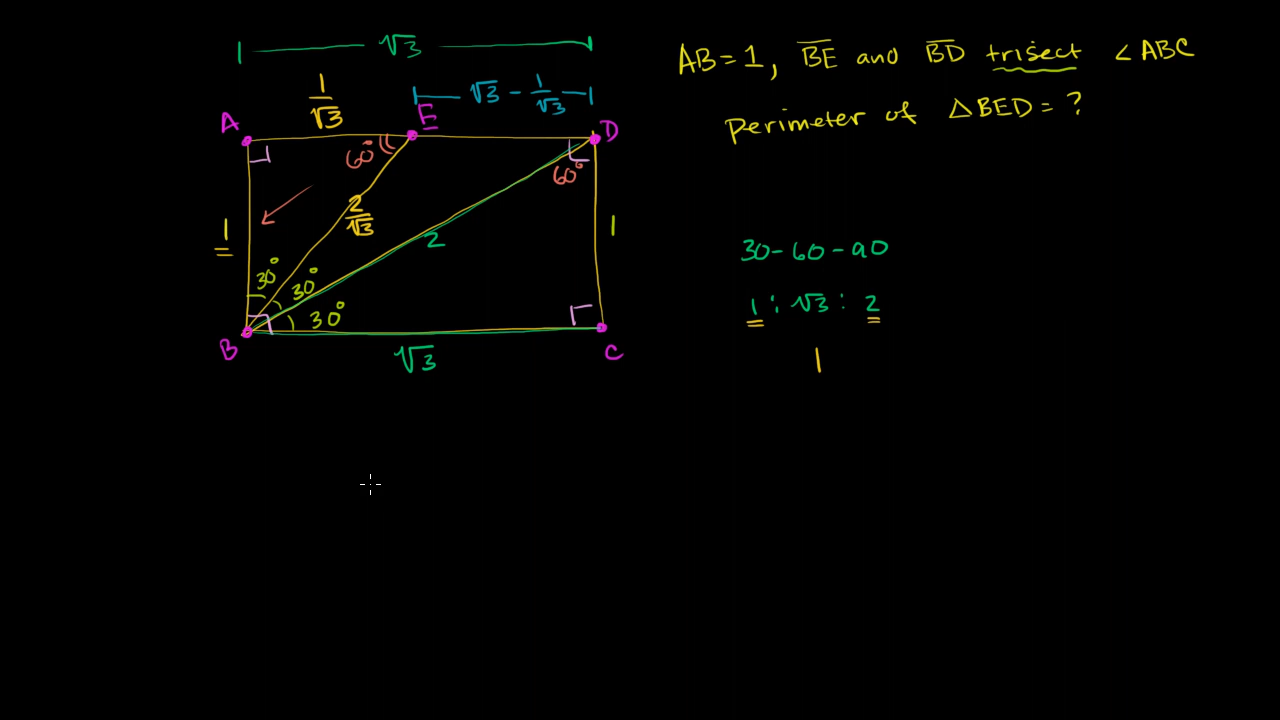 √3
AB = 1, BE and BD trisect ∠ABC
1/√3
√3 - 1/√3
Perimeter of △BED = ?
A
E
D
60°
60°
1
2/√3
1
2
30°
30°
30°
30-60-90
1 : √3 : 2
B
√3
C
1